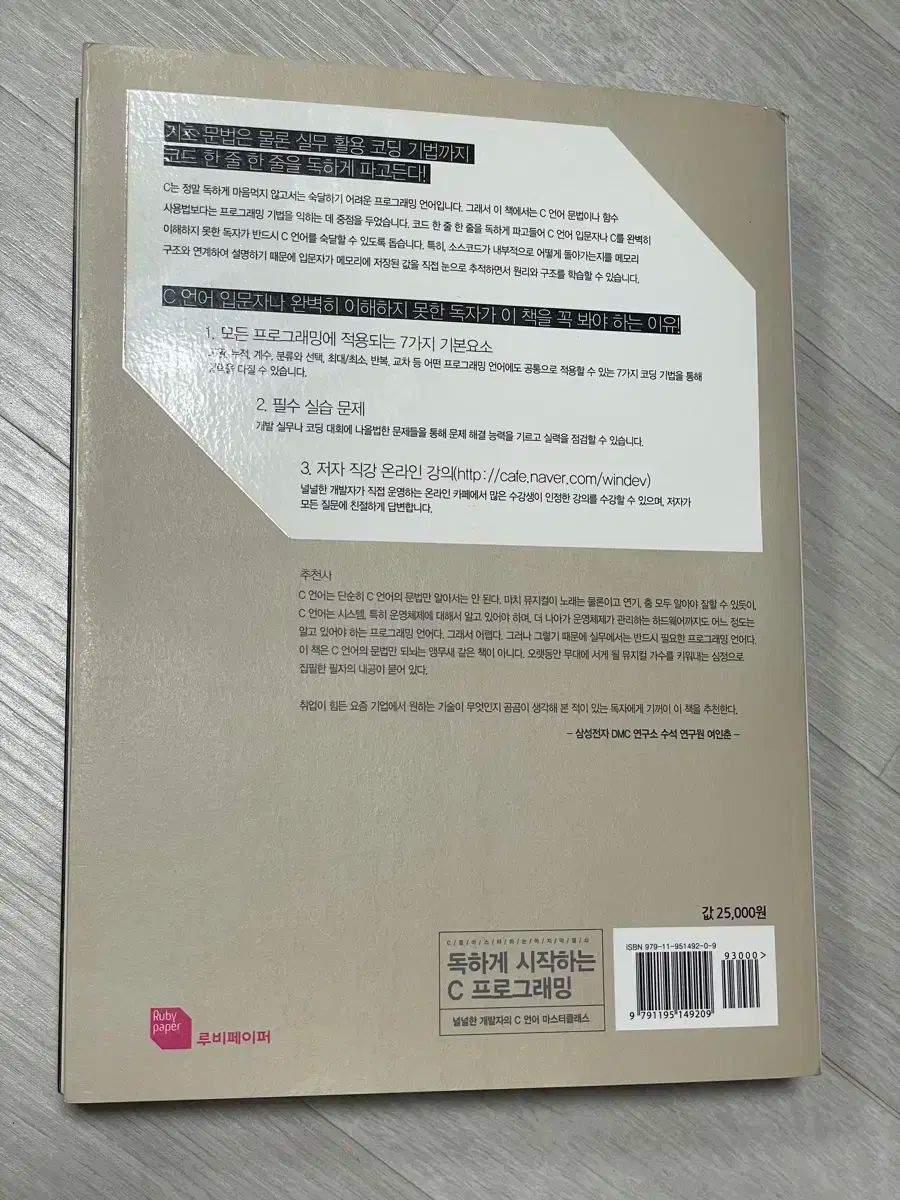 기초 문법은 물론 실무 활용 코딩 기법까지
코드 한 줄 한 줄을 독하게 파고든다!
C는 정말 독하게 마음먹지 않고서는 숙달하기 어려운 프로그래밍 언어입니다. 그래서 이 책에서는 C 언어 문법이나 함수
사용법보다는 프로그래밍 기법을 익히는 데 중점을 두었습니다. 코드 한 줄 한 줄을 독하게 파고들어 C 언어 입문자나 C를 완벽히
이해하지 못한 독자가 반드시 C 언어를 숙달할 수 있도록 돕습니다. 특히, 소스코드가 내부적으로 어떻게 돌아가는지를 메모리
구조와 연계하여 설명하기 때문에 입문자가 메모리에 저장된 값을 직접 눈으로 추적하면서 원리와 구조를 학습할 수 있습니다.
C 언어 입문자나 완벽히 이해하지 못한 독자가 이 책을 꼭 봐야 하는 이유!
1. 모든 프로그래밍에 적용되는 7가지 기본요소
누적, 계수, 분류와 선택, 최대/최소, 반복, 교차 등 어떤 프로그래밍 언어에도 공통으로 적용할 수 있는 7가지 코딩 기법을 통해
다질 수 있습니다.
2. 필수 실습 문제
개발 실무나 코딩 대회에 나올법한 문제들을 통해 문제 해결 능력을 기르고 실력을 점검할 수 있습니다.
3. 저자 직강 온라인 강의(http://cafe.naver.com/windev)
널널한 개발자가 직접 운영하는 온라인 카페에서 많은 수강생이 인정한 강의를 수강할 수 있으며, 저자가
모든 질문에 친절하게 답변합니다.
추천사
C 언어는 단순히 C 언어의 문법만 알아서는 안 된다. 마치 뮤지컬이 노래는 물론이고 연기, 춤 모두 알아야 잘할 수 있듯이,
C 언어는 시스템, 특히 운영체제에 대해서 알고 있어야 하며, 더 나아가 운영체제가 관리하는 하드웨어까지도 어느 정도는
알고 있어야 하는 프로그래밍 언어다. 그래서 어렵다. 그러나 그렇기 때문에 실무에서는 반드시 필요한 프로그래밍 언어다.
이 책은 C 언어의 문법만 되뇌는 앵무새 같은 책이 아니다. 오랫동안 무대에 서게 될 뮤지컬 가수를 키워내는 심정으로
집필한 필자의 내공이 묻어 있다.
취업이 힘든 요즘 기업에서 원하는 기술이 무엇인지 곰곰이 생각해 본 적이 있는 독자에게 기꺼이 이 책을 추천한다.
– 삼성전자 DMC 연구소 수석 연구원 여인춘 –
값 25,000원
독하게 시작하는
C 프로그래밍
널널한 개발자의 C 언어 마스터클래스
ISBN 979-11-951492-0-9
93000>
9 791195 149209
Ruby
paper
루비페이퍼